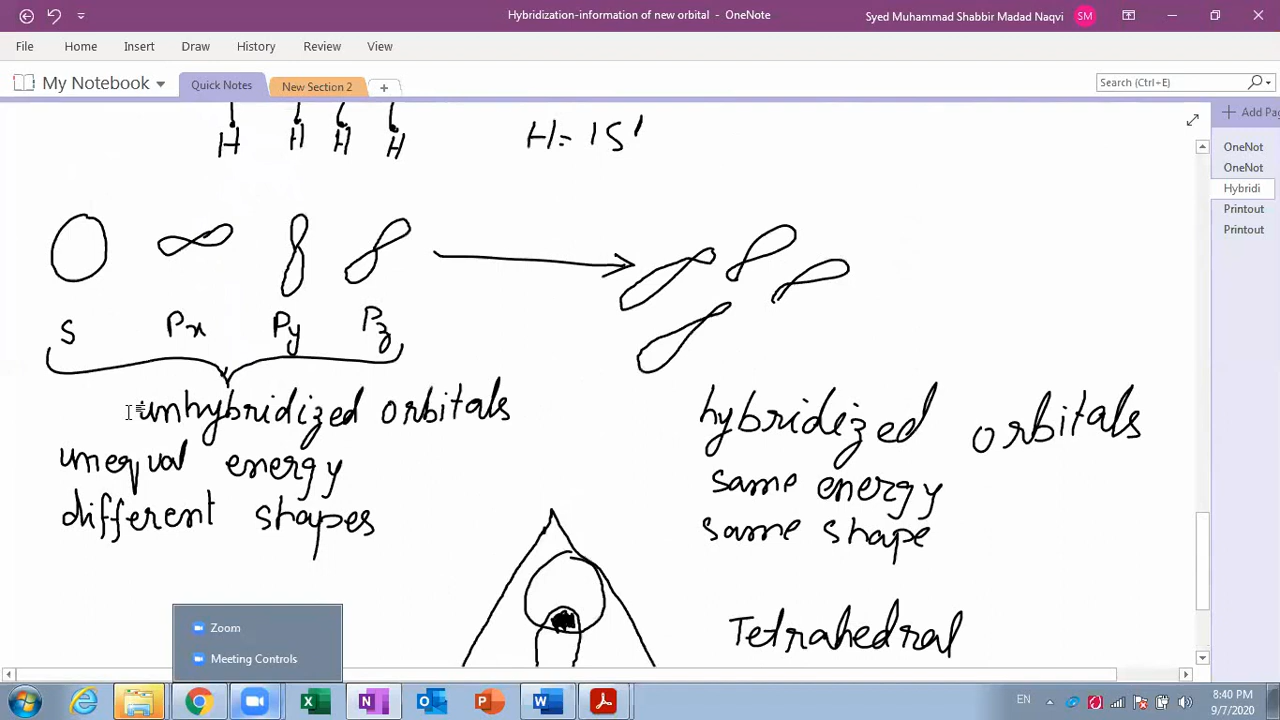 Hybridization-information of new orbital - OneNote
Syed Muhammad Shabbir Madad Naqvi SM
File Home Insert Draw History Review View
My Notebook Quick Notes New Section 2
Search (Ctrl+E)
Add Pag
OneNot
OneNot
Hybridi
Printout
Printout
H H H H H = 1S'
S Px Py Pz
unhybridized orbitals
unequal energy
different shapes
hybridized orbitals
same energy
same shape
Tetrahedral
Zoom
Meeting Controls
EN
8:40 PM
9/7/2020